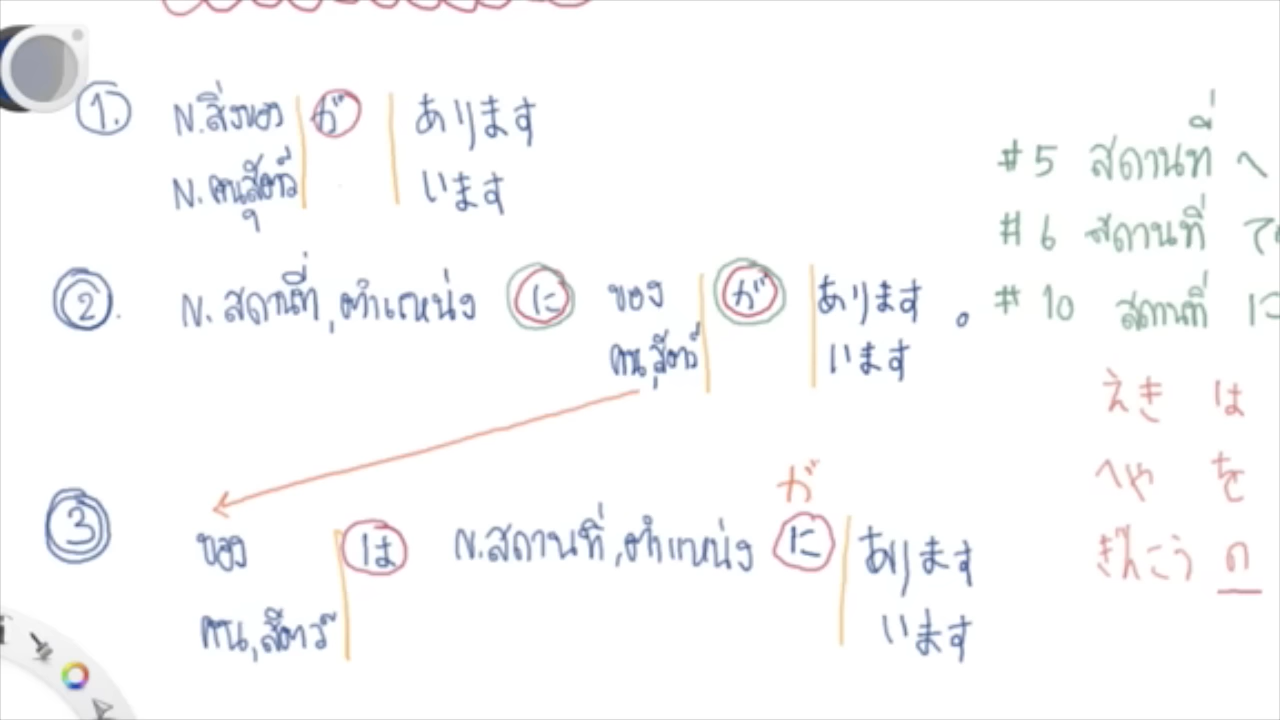 1. N.สิ่งของ が あります
N.คน,สัตว์ います
2. N.สถานที่,ตำแหน่ง に ของ が あります 。
คน,สัตว์ います
3 ของ は N.สถานที่,ตำแหน่ง に あります
が
คน,สัตว์ います
#5 สถานที่ へ
#6 สถานที่
#10 สถานที่ に
えき は
へや を
ぎんこう の